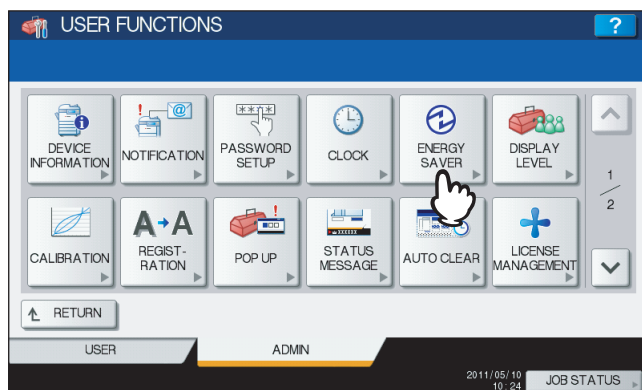 USER FUNCTIONS
?
DEVICE
INFORMATION
NOTIFICATION
PASSWORD
SETUP
CLOCK
ENERGY
SAVER
DISPLAY
LEVEL
1
2
CALIBRATION
REGIST-
RATION
POP UP
STATUS
MESSAGE
AUTO CLEAR
LICENSE
MANAGEMENT
RETURN
USER
ADMIN
2011/05/10
10:24
JOB STATUS